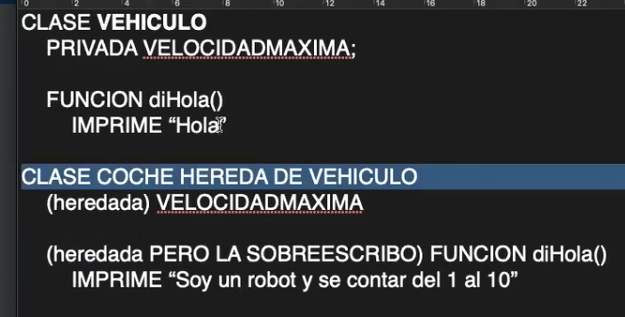 0 2 4 6 8 10 12 14 16 18 20 22
CLASE VEHICULO
PRIVADA VELOCIDADMAXIMA;
FUNCION diHola()
IMPRIME “Hola”
CLASE COCHE HEREDA DE VEHICULO
(heredada) VELOCIDADMAXIMA
(heredada PERO LA SOBREESCRIBO) FUNCION diHola()
IMPRIME “Soy un robot y se contar del 1 al 10”